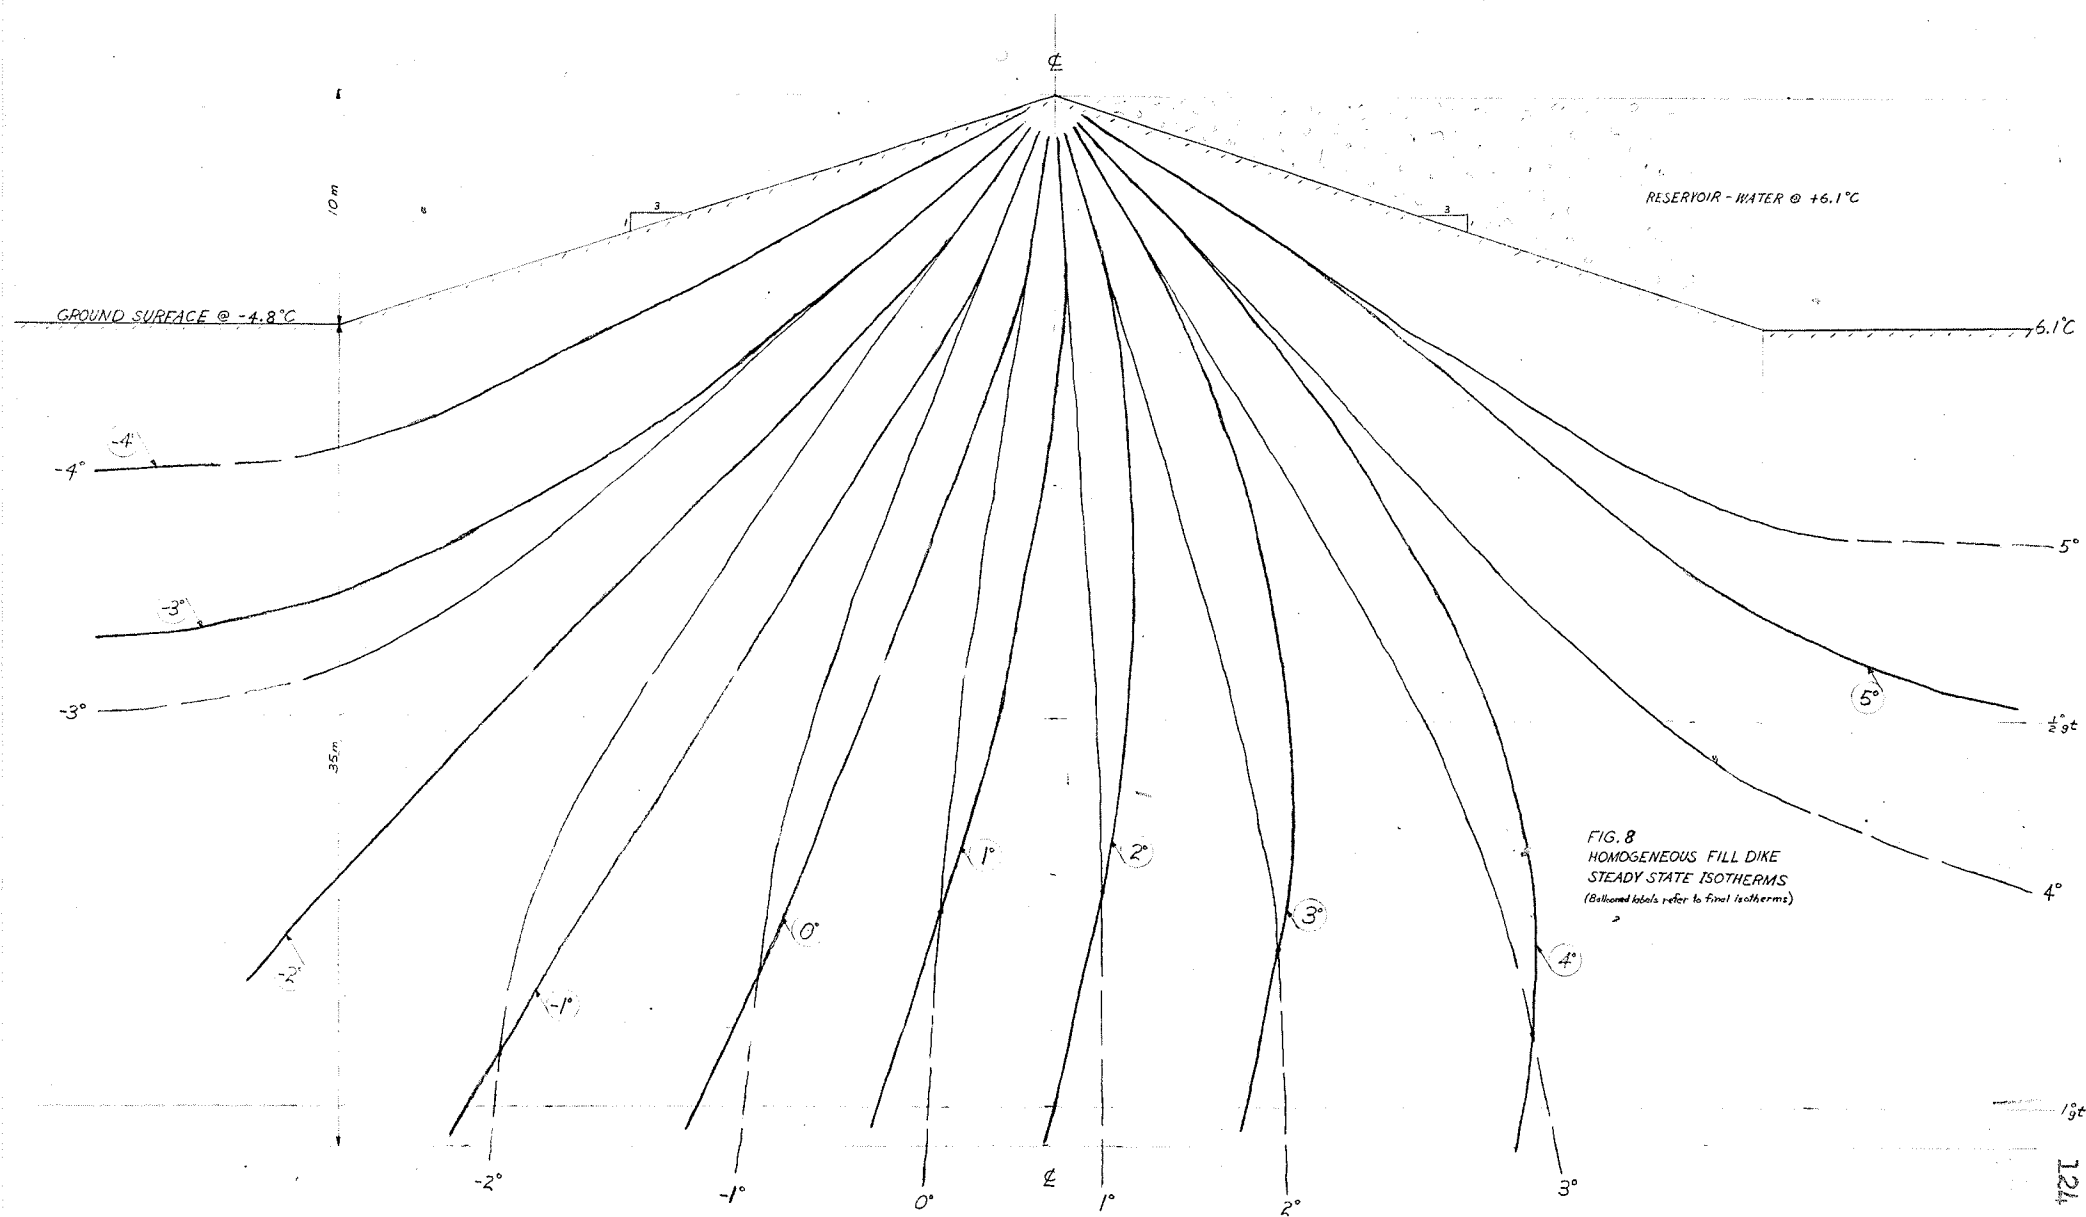 ℄
10 m
3
1
3
1
RESERVOIR - WATER @ +6.1°C
GROUND SURFACE @ -4.8°C
6.1°C
-4°
-4°
5°
-3°
-3°
5°
½°gt
35 m
1°
2°
FIG. 8
HOMOGENEOUS FILL DIKE
STEADY STATE ISOTHERMS
(Ballooned labels refer to final isotherms)
4°
0°
3°
4°
-2°
-1°
1°gt
-2°
-1°
0°
℄
1°
2°
3°
124